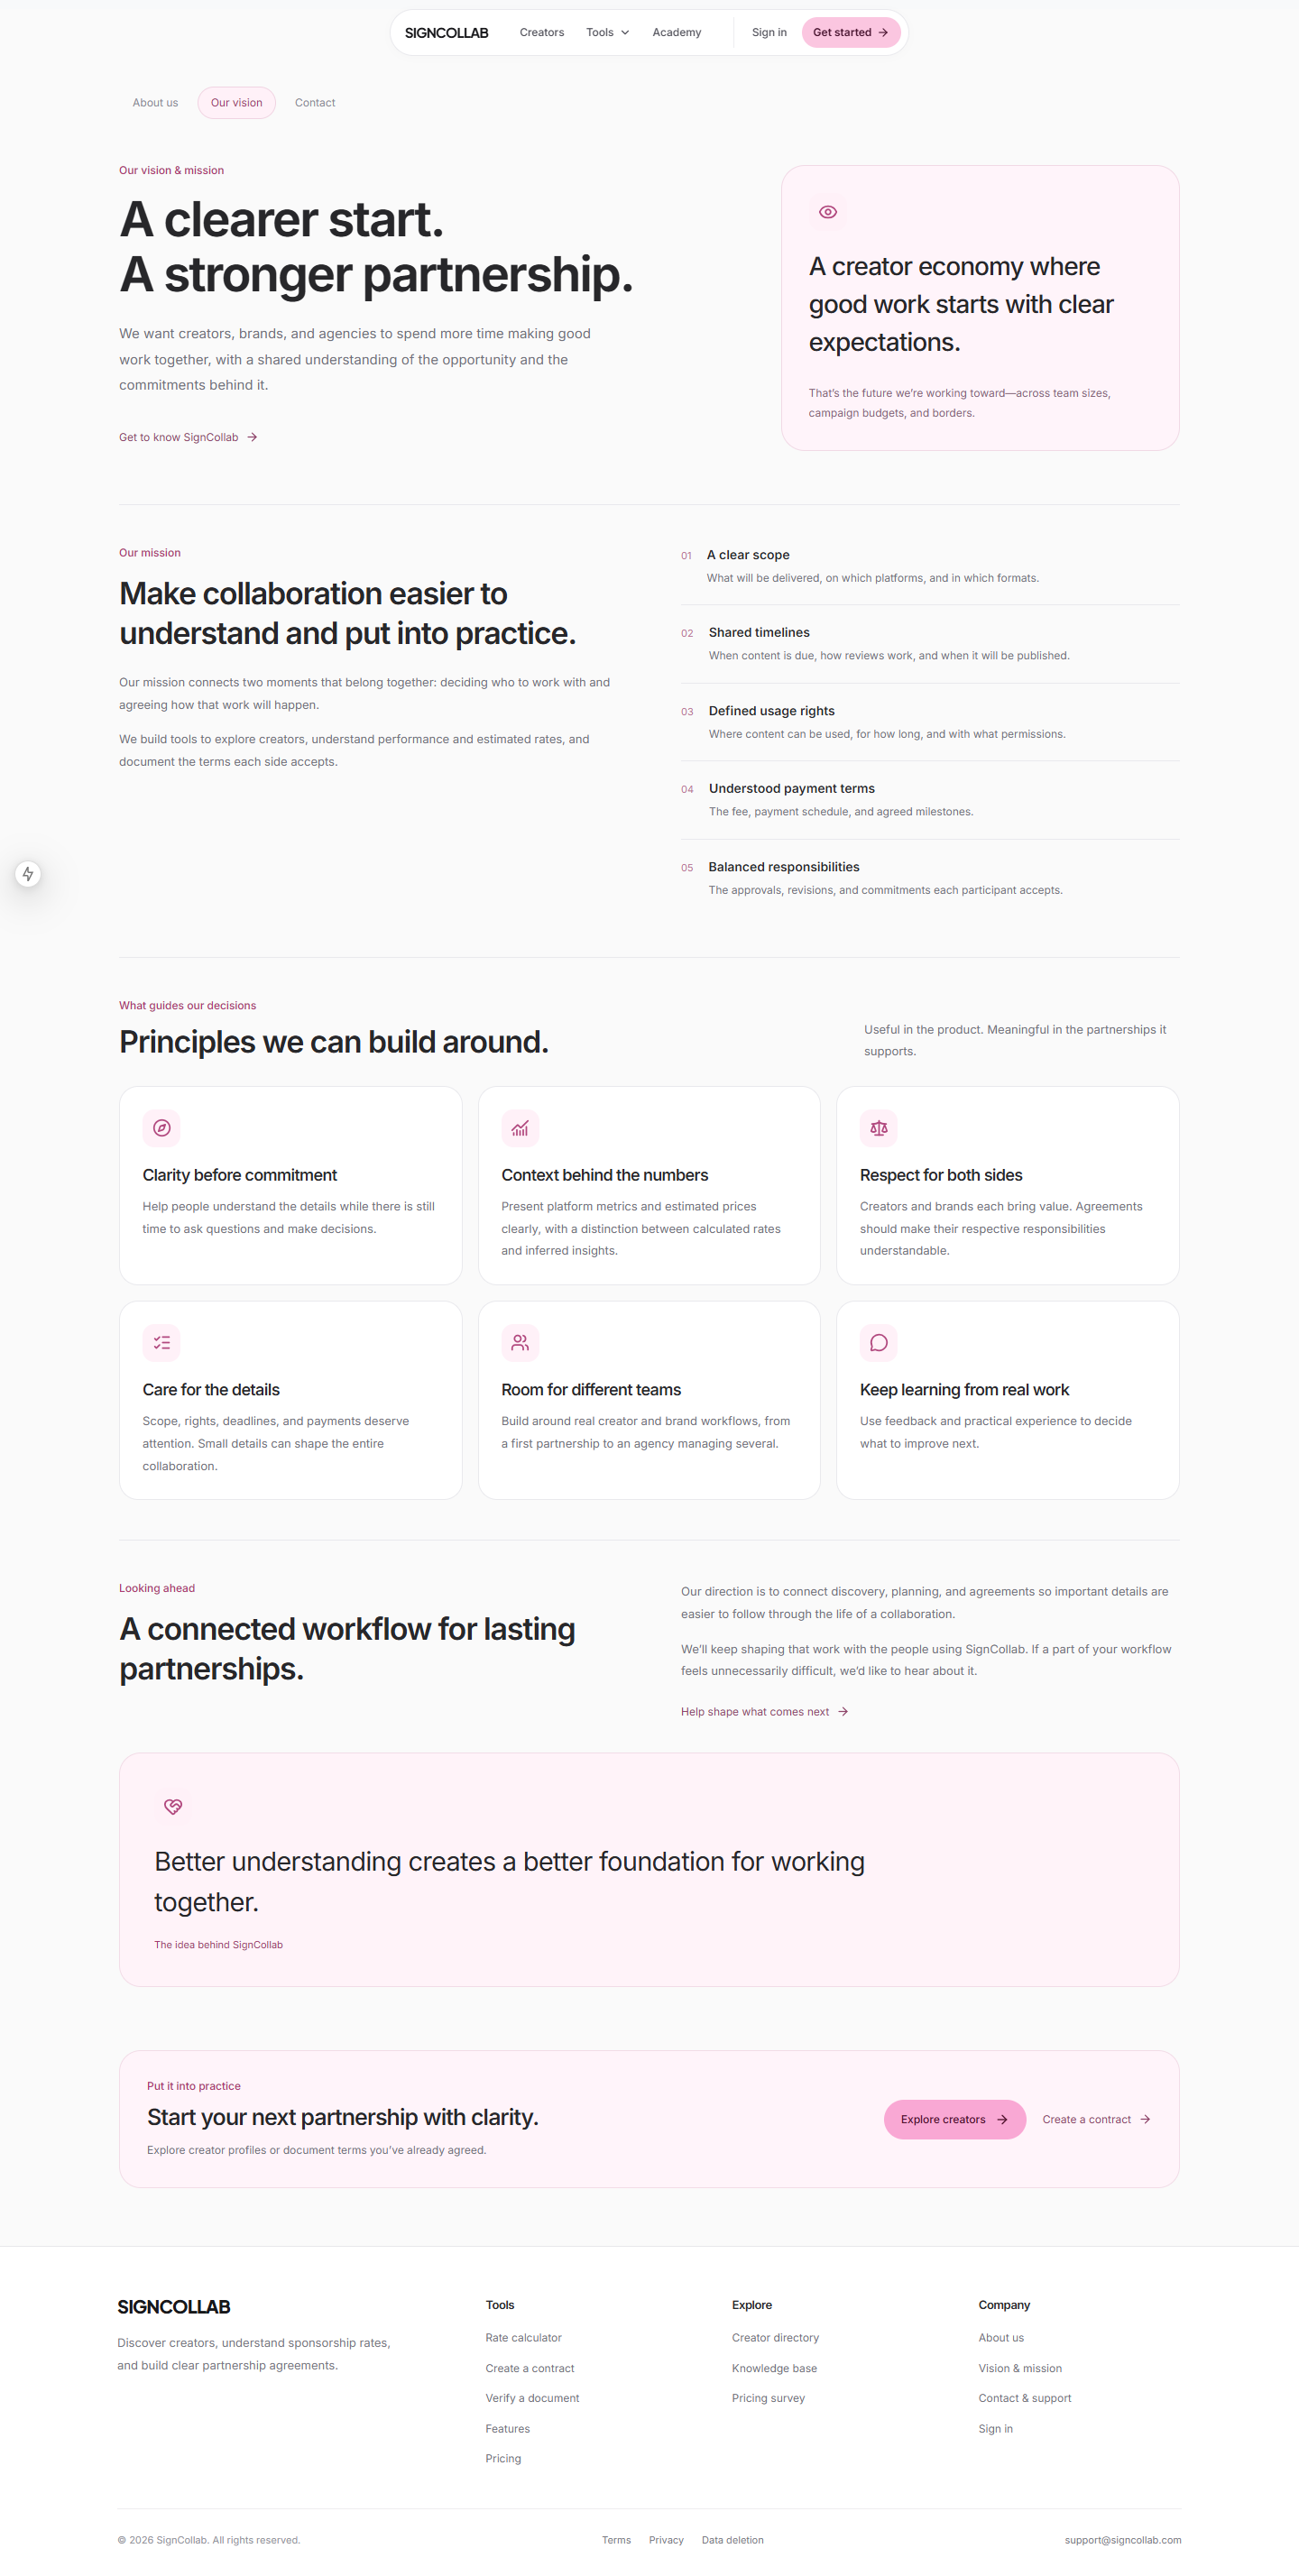 SIGNCOLLAB
Creators
Tools
Academy
Sign in
Get started
About us
Our vision
Contact
Our vision & mission
A clearer start.
A stronger partnership.
We want creators, brands, and agencies to spend more time making good
work together, with a shared understanding of the opportunity and the
commitments behind it.
Get to know SignCollab
A creator economy where
good work starts with clear
expectations.
That's the future we're working toward—across team sizes,
campaign budgets, and borders.
Our mission
Make collaboration easier to
understand and put into practice.
Our mission connects two moments that belong together: deciding who to work with and
agreeing how that work will happen.
We build tools to explore creators, understand performance and estimated rates, and
document the terms each side accepts.
01 A clear scope
What will be delivered, on which platforms, and in which formats.
02 Shared timelines
When content is due, how reviews work, and when it will be published.
03 Defined usage rights
Where content can be used, for how long, and with what permissions.
04 Understood payment terms
The fee, payment schedule, and agreed milestones.
05 Balanced responsibilities
The approvals, revisions, and commitments each participant accepts.
What guides our decisions
Principles we can build around.
Useful in the product. Meaningful in the partnerships it
supports.
Clarity before commitment
Help people understand the details while there is still
time to ask questions and make decisions.
Context behind the numbers
Present platform metrics and estimated prices
clearly, with a distinction between calculated rates
and inferred insights.
Respect for both sides
Creators and brands each bring value. Agreements
should make their respective responsibilities
understandable.
Care for the details
Scope, rights, deadlines, and payments deserve
attention. Small details can shape the entire
collaboration.
Room for different teams
Build around real creator and brand workflows, from
a first partnership to an agency managing several.
Keep learning from real work
Use feedback and practical experience to decide
what to improve next.
Looking ahead
A connected workflow for lasting
partnerships.
Our direction is to connect discovery, planning, and agreements so important details are
easier to follow through the life of a collaboration.
We'll keep shaping that work with the people using SignCollab. If a part of your workflow
feels unnecessarily difficult, we'd like to hear about it.
Help shape what comes next
Better understanding creates a better foundation for working
together.
The idea behind SignCollab
Put it into practice
Start your next partnership with clarity.
Explore creator profiles or document terms you've already agreed.
Explore creators
Create a contract
SIGNCOLLAB
Discover creators, understand sponsorship rates,
and build clear partnership agreements.
Tools
Rate calculator
Create a contract
Verify a document
Features
Pricing
Explore
Creator directory
Knowledge base
Pricing survey
Company
About us
Vision & mission
Contact & support
Sign in
© 2026 SignCollab. All rights reserved.
Terms
Privacy
Data deletion
support@signcollab.com